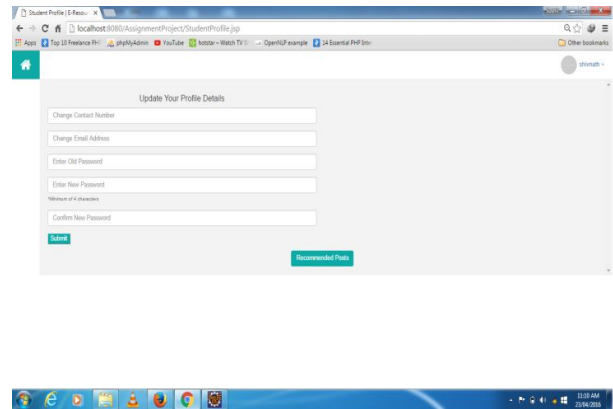 Student Profile | E-Resou
localhost:8080/AssignmentProject/StudentProfile.jsp
Apps Top 10 Freelance PH phpMyAdmin YouTube hotstar – Watch TV OpenNLP example 14 Essential PHP Inte Other bookmarks
shivnath
Update Your Profile Details
Change Contact Number
Change Email Address
Enter Old Password
Enter New Password
*Minimum of 4 characters
Confirm New Password
Submit
Recommended Posts
11:10 AM
21/04/2016